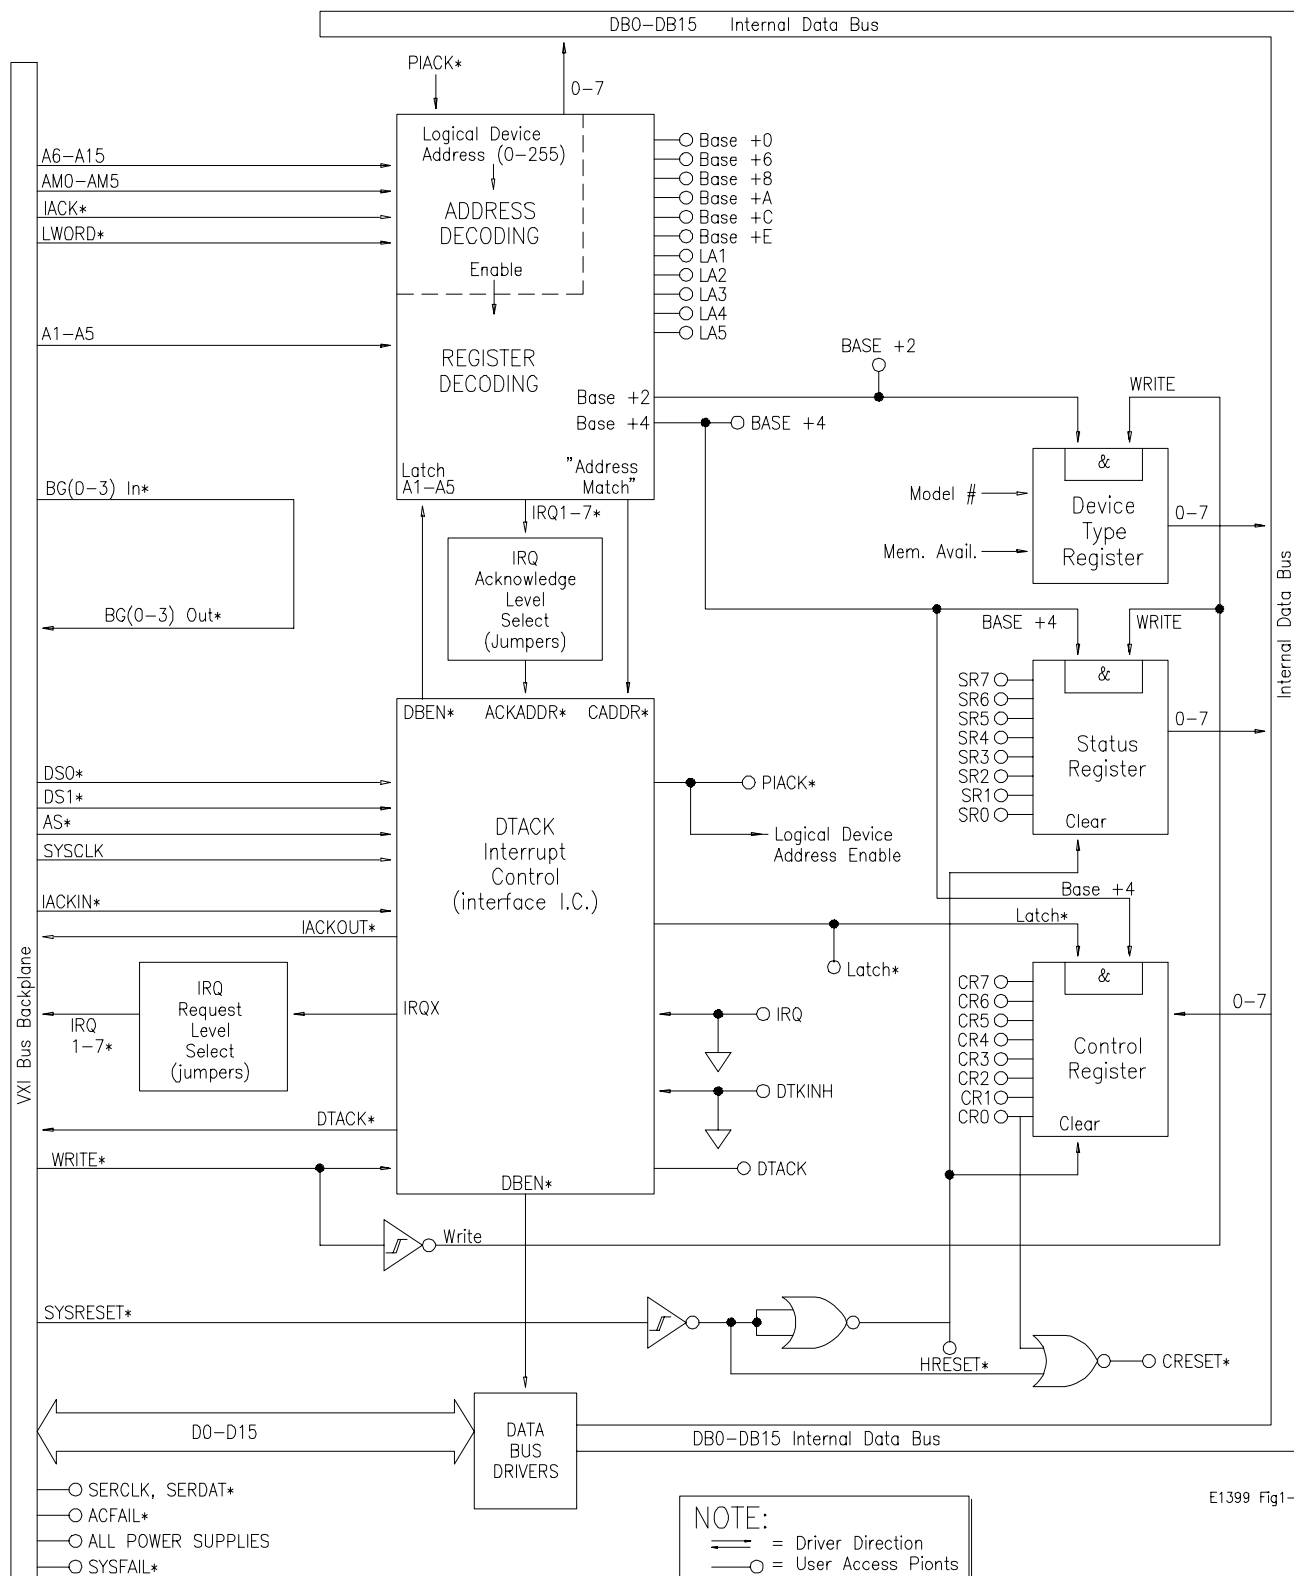 DB0-DB15 Internal Data Bus
PIACK*
0-7
Logical Device
Address (0-255)
ADDRESS
DECODING
Enable
A6-A15
AM0-AM5
IACK*
LWORD*
A1-A5
REGISTER
DECODING
Base +0
Base +6
Base +8
Base +A
Base +C
Base +E
LA1
LA2
LA3
LA4
LA5
BASE +2
Base +2
Base +4
BASE +4
WRITE
Latch
A1-A5
"Address
Match"
&
Model #
Device
Type
Register
Mem. Avail.
0-7
BG(0-3) In*
BG(0-3) Out*
IRQ1-7*
IRQ
Acknowledge
Level
Select
(Jumpers)
Internal Data Bus
BASE +4
WRITE
&
SR7
SR6
SR5
SR4
SR3
SR2
SR1
SR0
Status
Register
Clear
0-7
DBEN*
ACKADDR*
CADDR*
DS0*
DS1*
AS*
SYSCLK
IACKIN*
IACKOUT*
DTACK
Interrupt
Control
(interface I.C.)
PIACK*
Logical Device
Address Enable
Base +4
Latch*
Latch*
VXI Bus Backplane
IRQ
Request
Level
Select
(jumpers)
IRQ
1-7*
IRQX
IRQ
DTKINH
DTACK
&
CR7
CR6
CR5
CR4
CR3
CR2
CR1
CR0
Control
Register
Clear
0-7
DTACK*
WRITE*
DBEN*
Write
SYSRESET*
HRESET*
CRESET*
D0-D15
DATA
BUS
DRIVERS
DB0-DB15 Internal Data Bus
SERCLK, SERDAT*
ACFAIL*
ALL POWER SUPPLIES
SYSFAIL*
E1399 Fig1-
NOTE:
= Driver Direction
= User Access Pionts